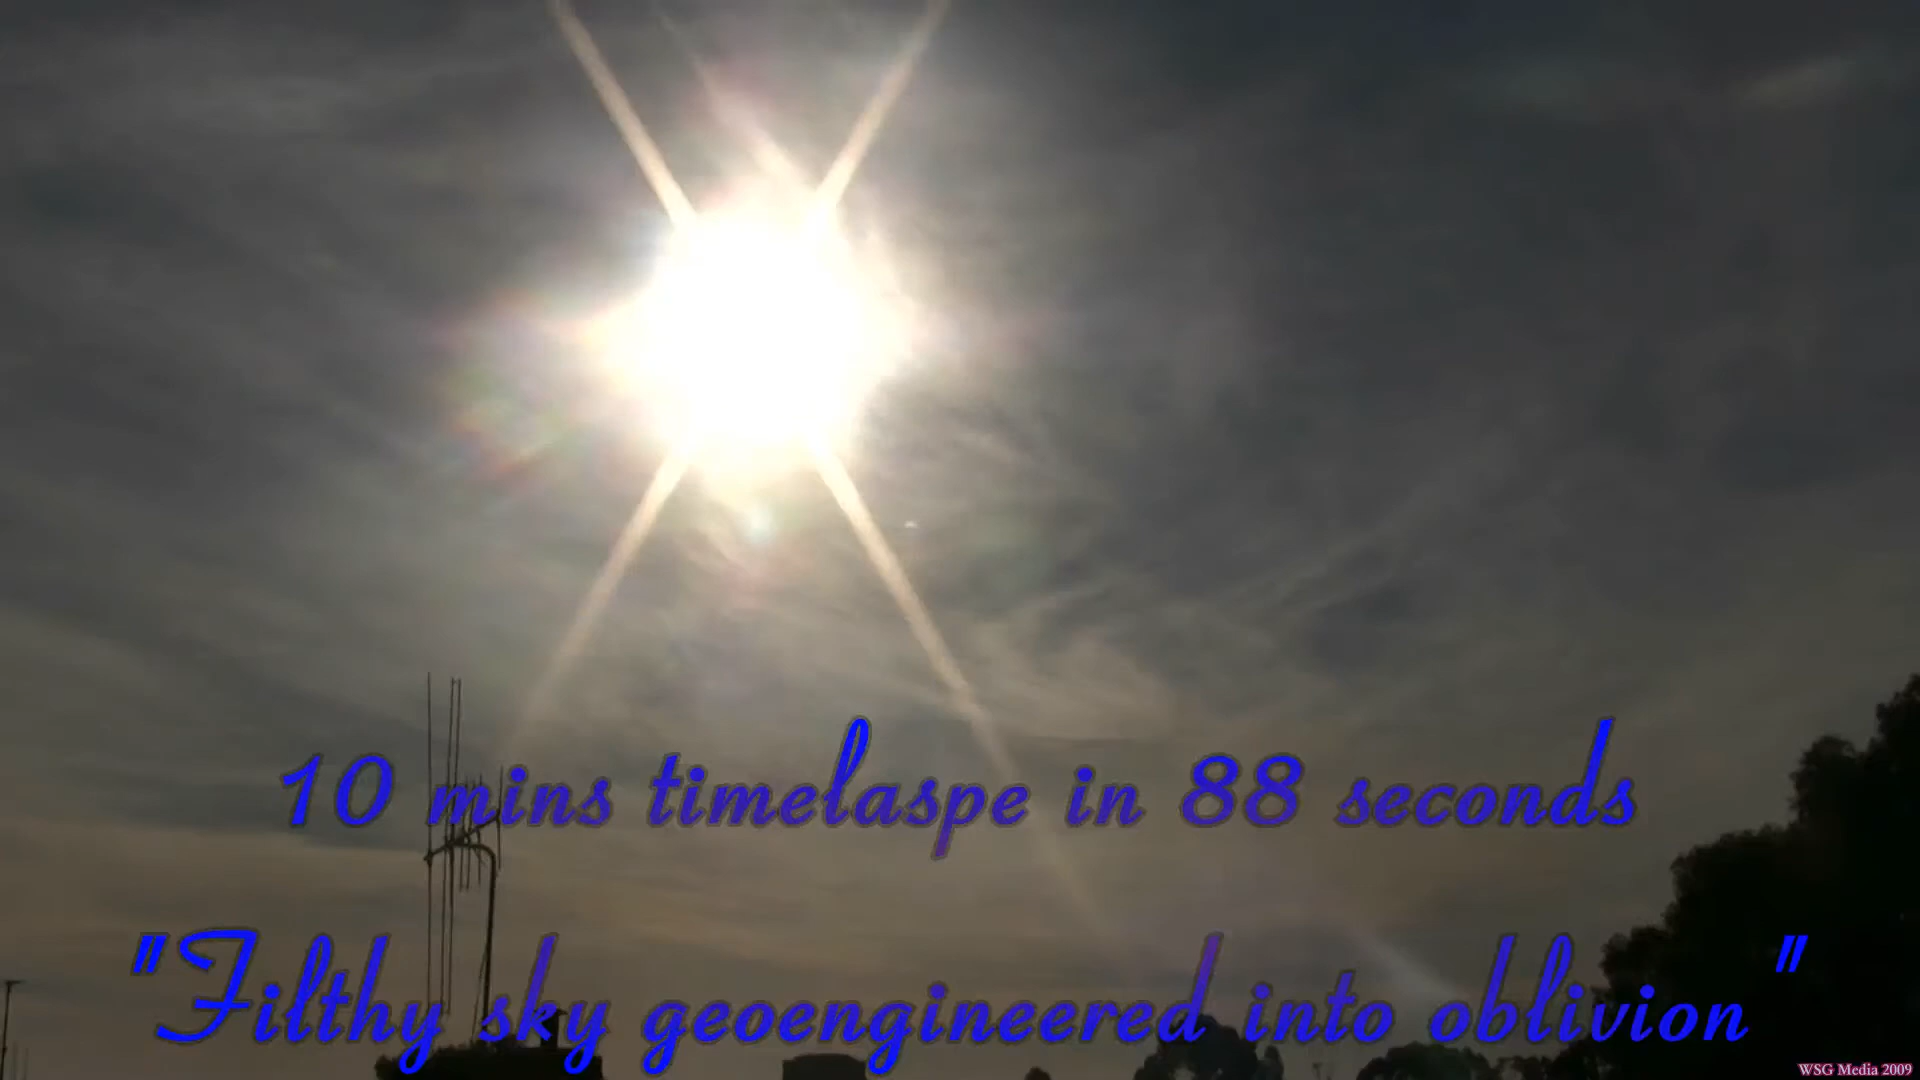 10 mins timelaspe in 88 seconds
"Filthy sky geoengineered into oblivion "
WSG Media 2009